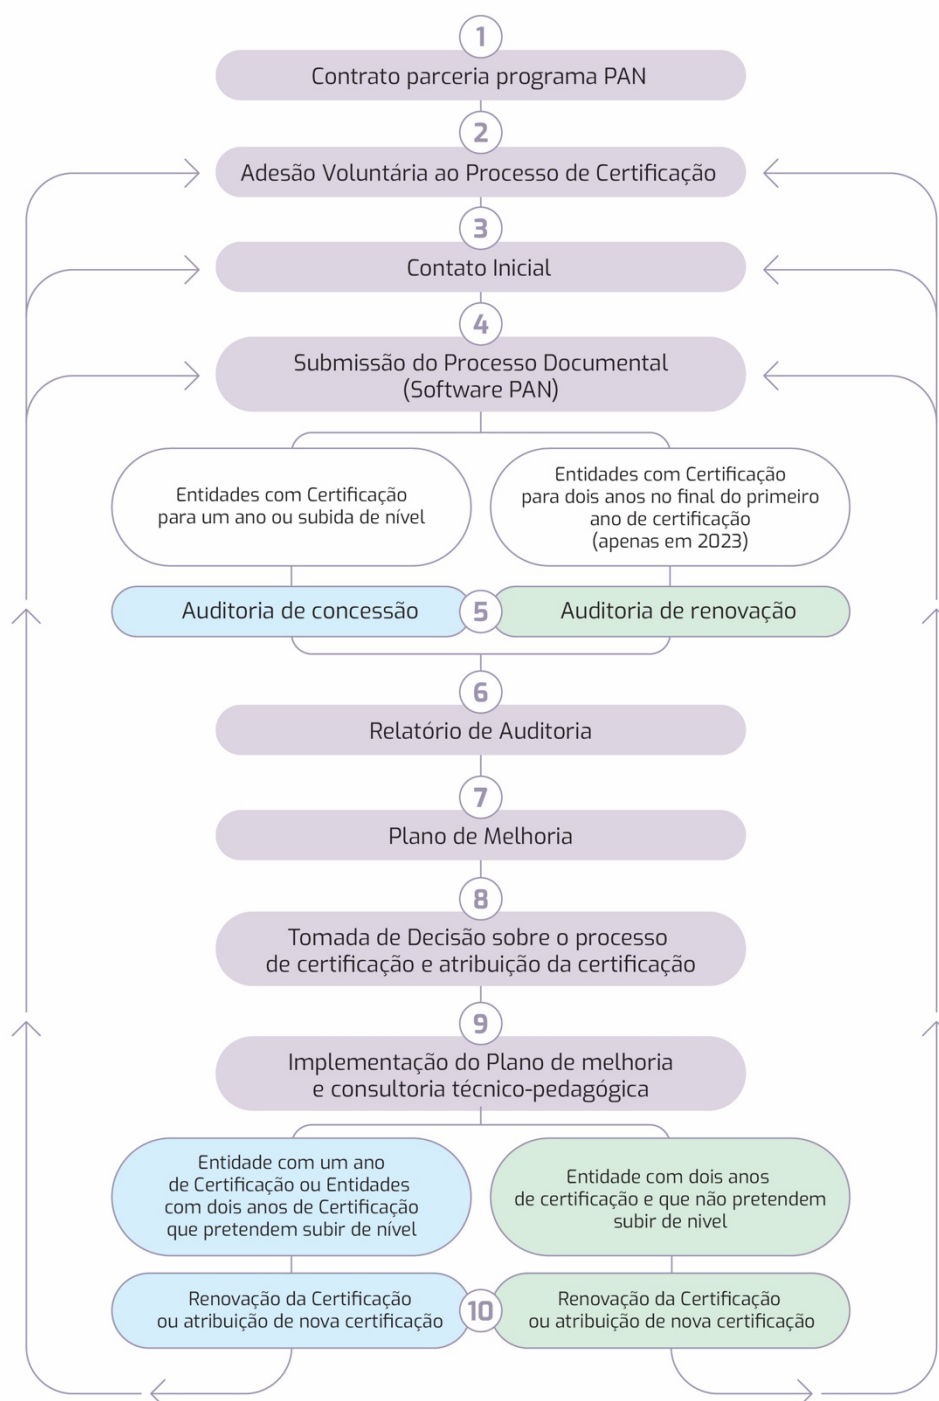 1
Contrato parceria programa PAN
2
Adesão Voluntária ao Processo de Certificação
3
Contato Inicial
4
Submissão do Processo Documental
(Software PAN)
Entidades com Certificação
para um ano ou subida de nível
Entidades com Certificação
para dois anos no final do primeiro
ano de certificação
(apenas em 2023)
Auditoria de concessão
5
Auditoria de renovação
6
Relatório de Auditoria
7
Plano de Melhoria
8
Tomada de Decisão sobre o processo
de certificação e atribuição da certificação
9
Implementação do Plano de melhoria
e consultoria técnico-pedagógica
Entidade com um ano
de Certificação ou Entidades
com dois anos de Certificação
que pretendem subir de nível
Entidade com dois anos
de certificação e que não pretendem
subir de nivel
Renovação da Certificação
ou atribuição de nova certificação
10
Renovação da Certificação
ou atribuição de nova certificação